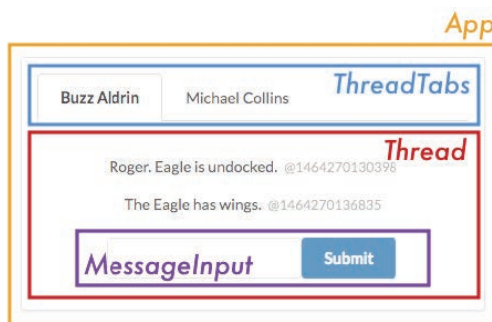 App
ThreadTabs
Buzz Aldrin
Michael Collins
Thread
Roger. Eagle is undocked. @1464270130398
The Eagle has wings. @1464270136835
MessageInput
Submit